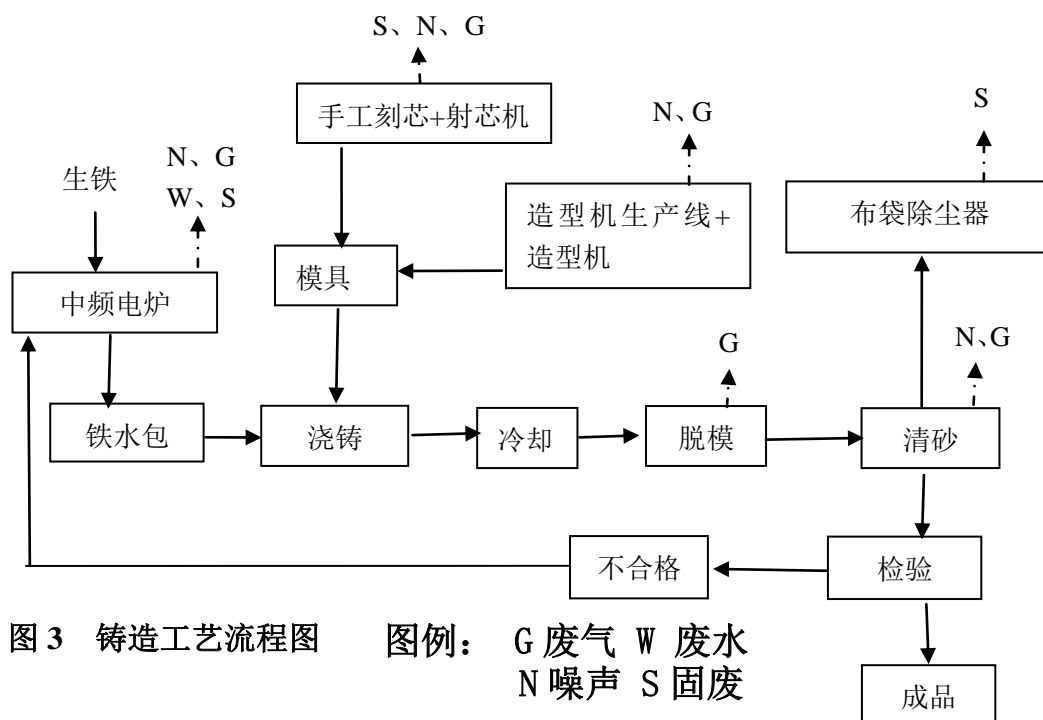 S、N、G
手工刻芯+射芯机
N、G
S
生铁
N、G
W、S
造型机生产线+
造型机
布袋除尘器
模具
中频电炉
G
N、G
铁水包
浇铸
冷却
脱模
清砂
不合格
检验
图 3 铸造工艺流程图
图例： G 废气 W 废水
N 噪声 S 固废
成品